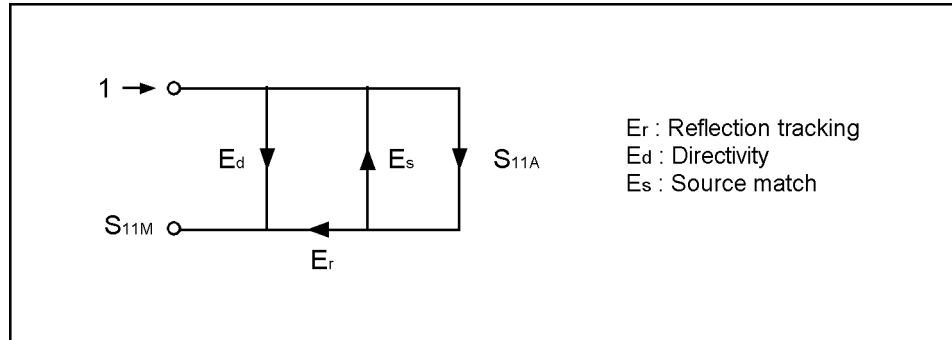 1
Ed
Es
S11A
Er : Reflection tracking
Ed : Directivity
Es : Source match
S11M
Er